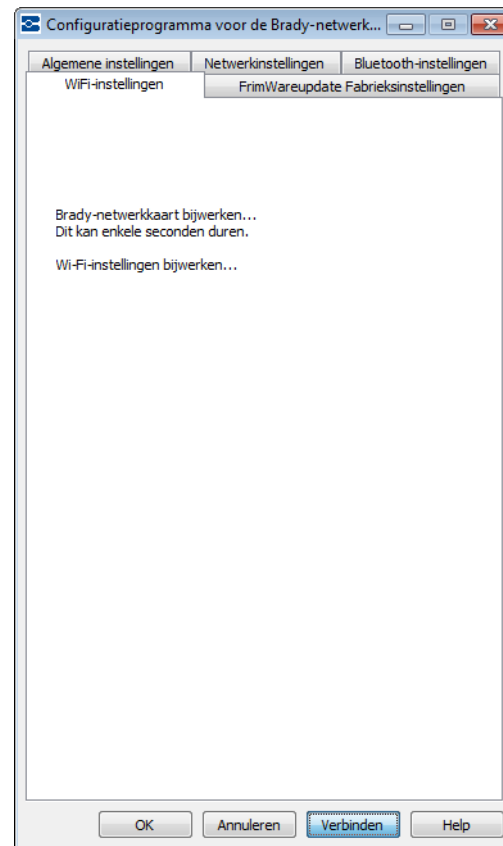 Configuratieprogramma voor de Brady-netwerk...
Algemene instellingen
Netwerkinstellingen
Bluetooth-instellingen
WiFi-instellingen
FrimWareupdate Fabrieksinstellingen
Brady-netwerkkaart bijwerken...
Dit kan enkele seconden duren.
Wi-Fi-instellingen bijwerken...
OK
Annuleren
Verbinden
Help